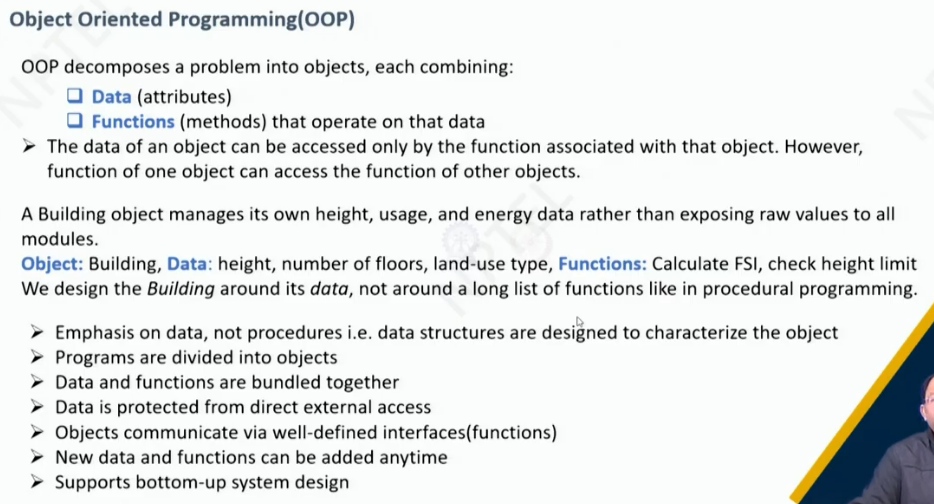 Object Oriented Programming(OOP)
OOP decomposes a problem into objects, each combining:
❑ Data (attributes)
❑ Functions (methods) that operate on that data
➢ The data of an object can be accessed only by the function associated with that object. However,
function of one object can access the function of other objects.
A Building object manages its own height, usage, and energy data rather than exposing raw values to all
modules.
Object: Building, Data: height, number of floors, land-use type, Functions: Calculate FSI, check height limit
We design the Building around its data, not around a long list of functions like in procedural programming.
➢ Emphasis on data, not procedures i.e. data structures are designed to characterize the object
➢ Programs are divided into objects
➢ Data and functions are bundled together
➢ Data is protected from direct external access
➢ Objects communicate via well-defined interfaces(functions)
➢ New data and functions can be added anytime
➢ Supports bottom-up system design
NPTEL